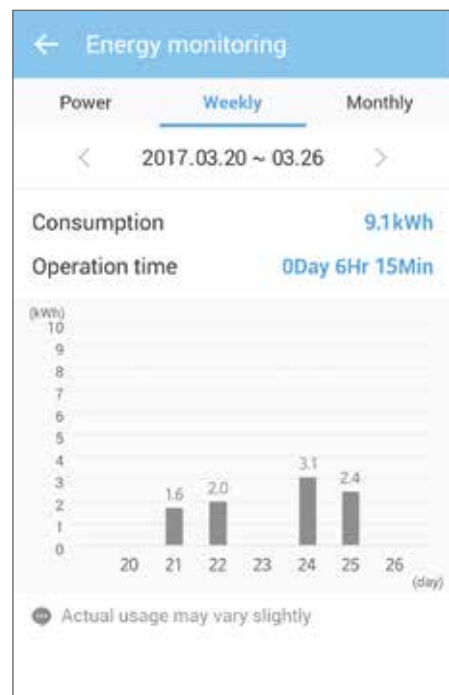 Energy monitoring
Power Weekly Monthly
2017.03.20 ~ 03.26
Consumption 9.1kWh
Operation time 0Day 6Hr 15Min
(kWh)
10
9
8
7
6
5
4
3
2
1
0
1.6 2.0 3.1 2.4
20 21 22 23 24 25 26
(day)
Actual usage may vary slightly